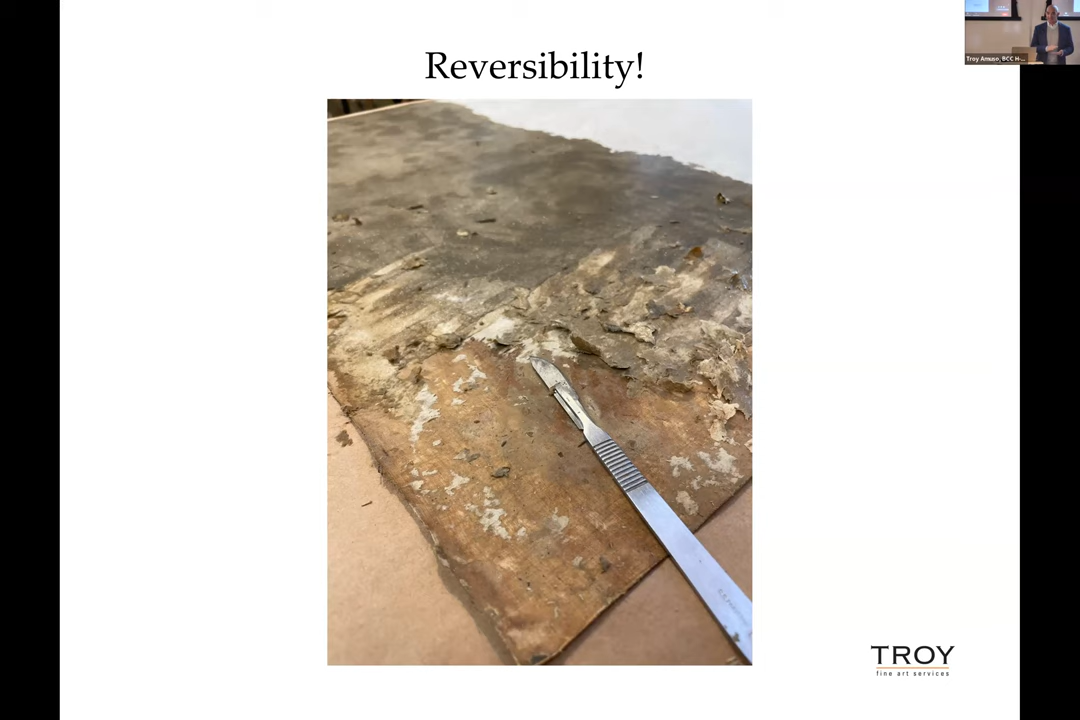 Reversibility!
Troy Amuso, BCC H-...
TROY
fine art services